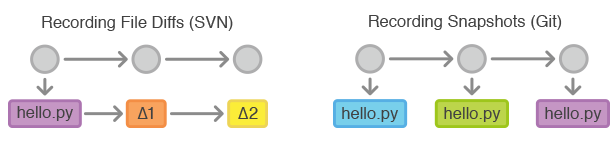 Recording File Diffs (SVN)
hello.py Δ1 Δ2
Recording Snapshots (Git)
hello.py hello.py hello.py